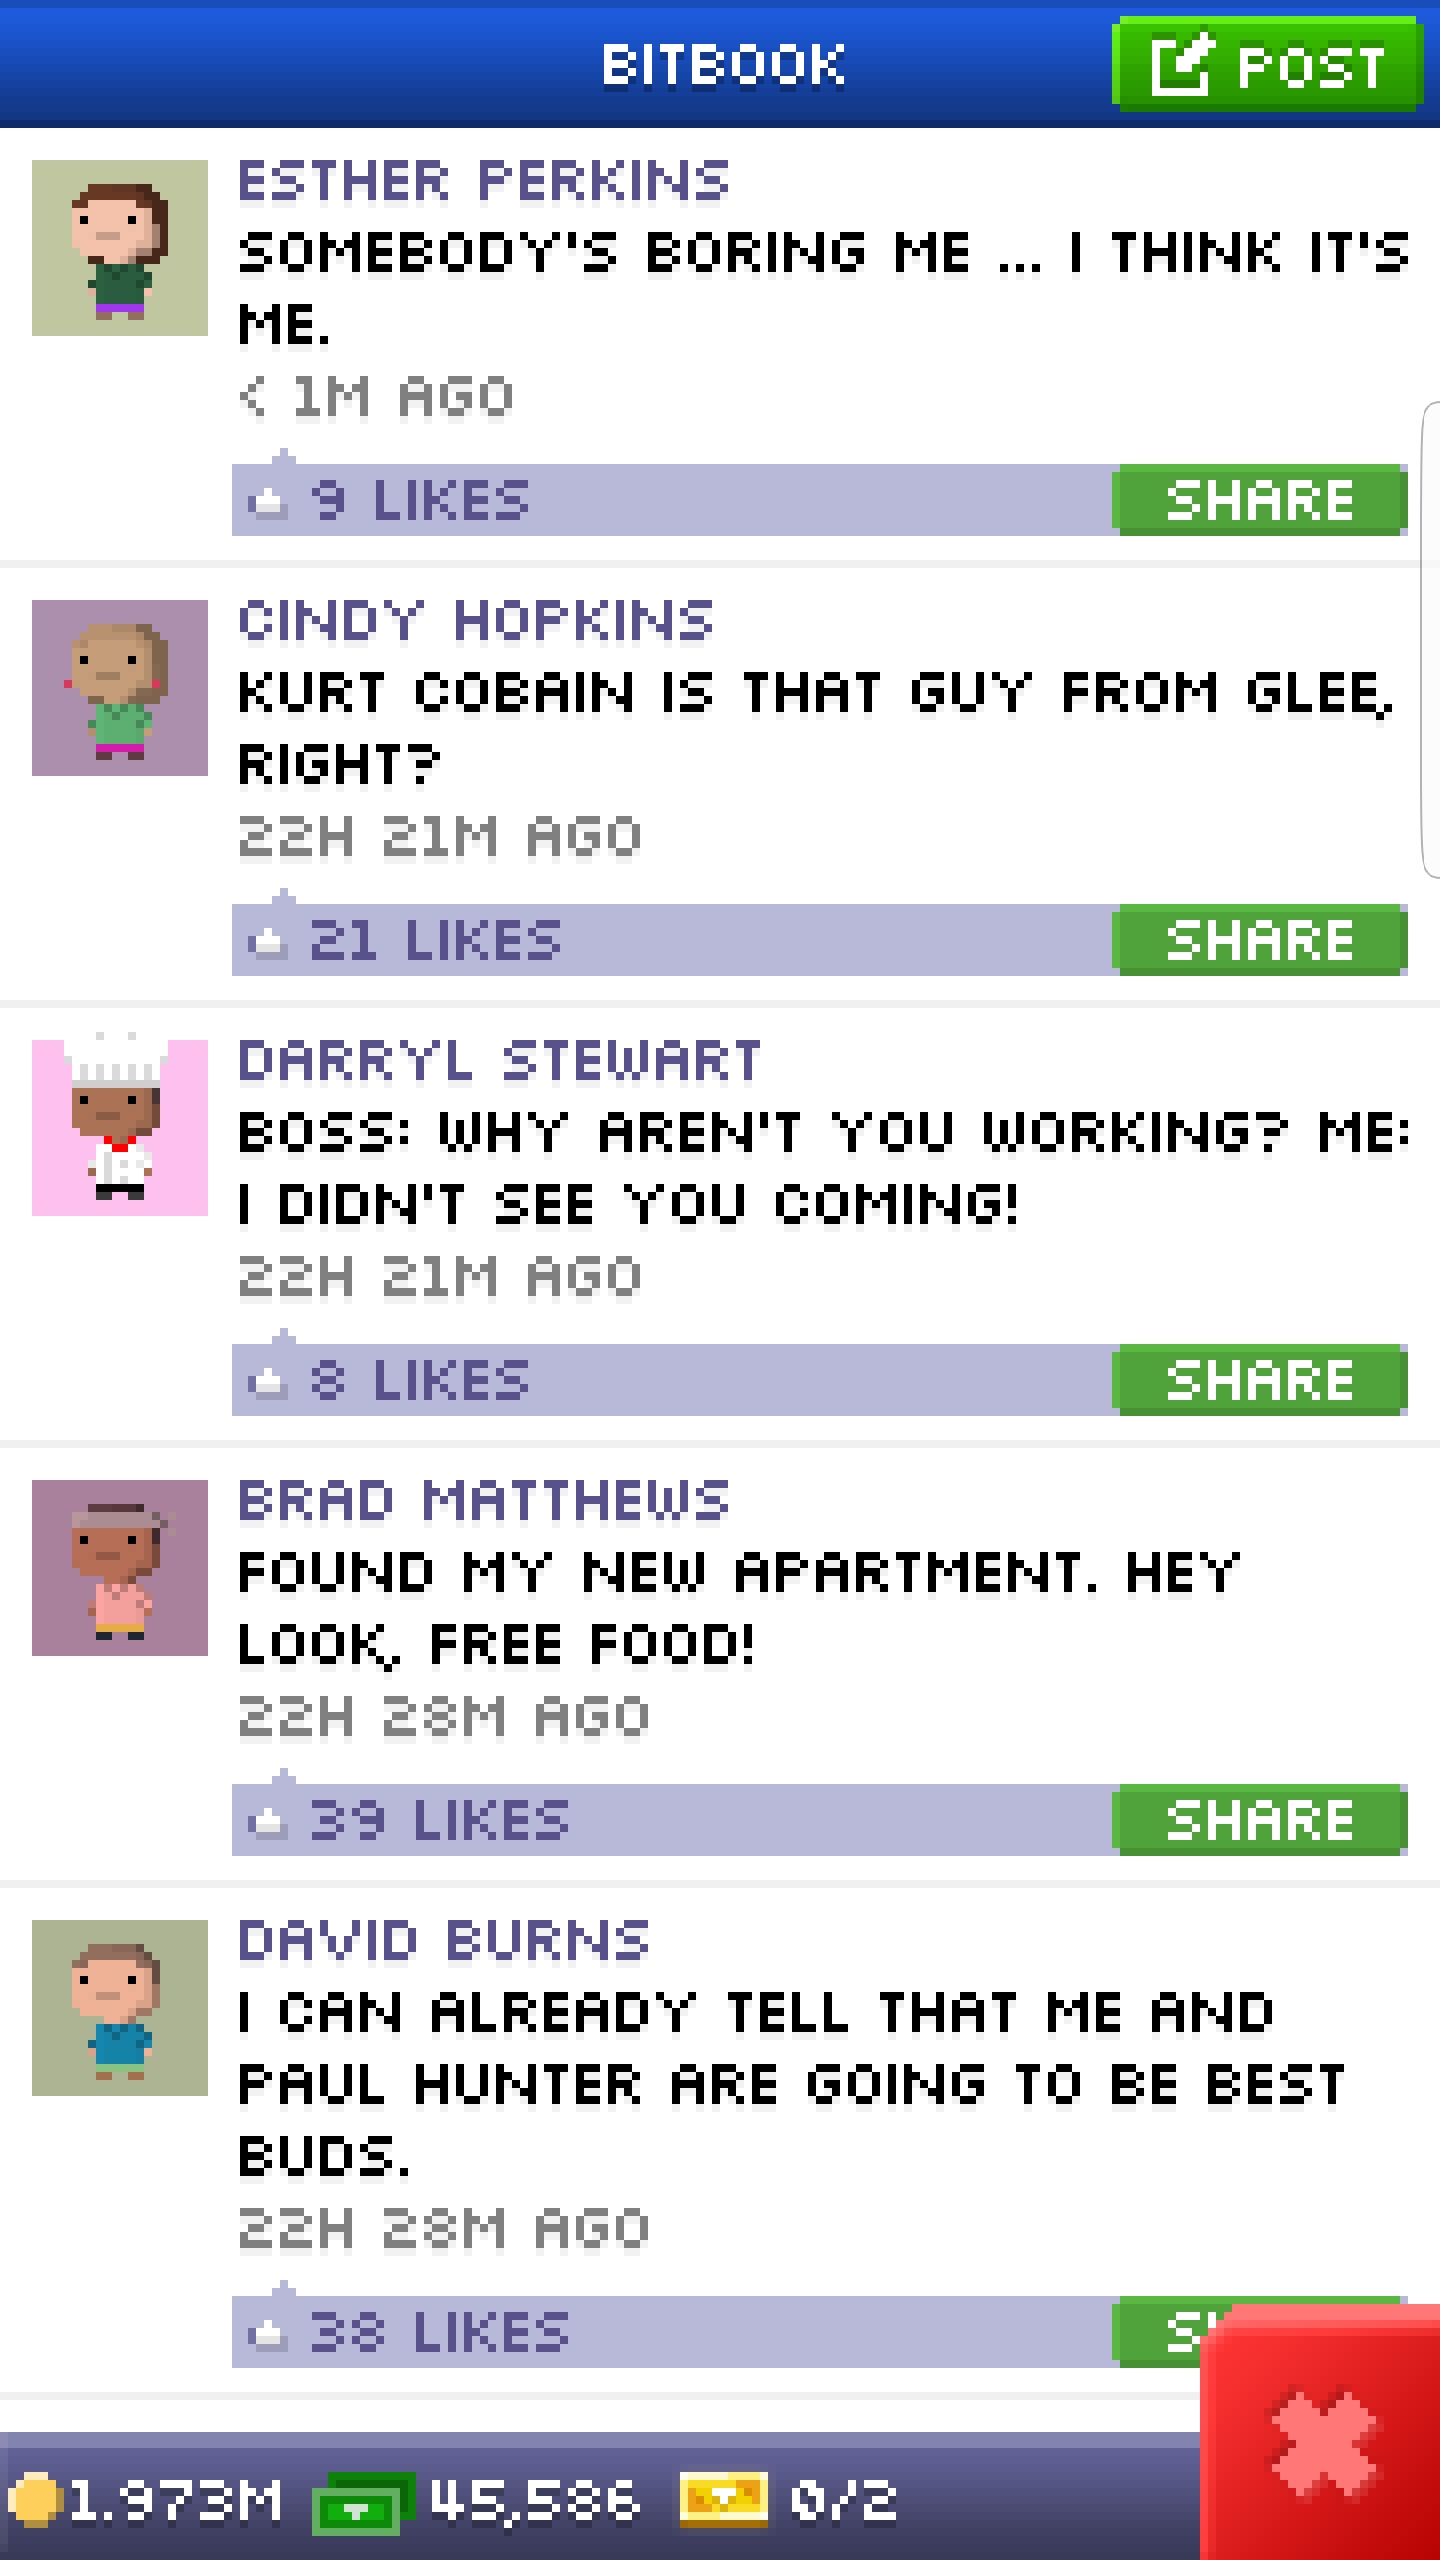 BITBOOK
POST
ESTHER PERKINS
SOMEBODY'S BORING ME ... I THINK IT'S
ME.
< 1M AGO
9 LIKES
SHARE
CINDY HOPKINS
KURT COBAIN IS THAT GUY FROM GLEE,
RIGHT?
22H 21M AGO
21 LIKES
SHARE
DARRYL STEWART
BOSS: WHY AREN'T YOU WORKING? ME:
I DIDN'T SEE YOU COMING!
22H 21M AGO
8 LIKES
SHARE
BRAD MATTHEWS
FOUND MY NEW APARTMENT. HEY
LOOK, FREE FOOD!
22H 28M AGO
39 LIKES
SHARE
DAVID BURNS
I CAN ALREADY TELL THAT ME AND
PAUL HUNTER ARE GOING TO BE BEST
BUDS.
22H 28M AGO
38 LIKES
1.973M 45,586 0/2